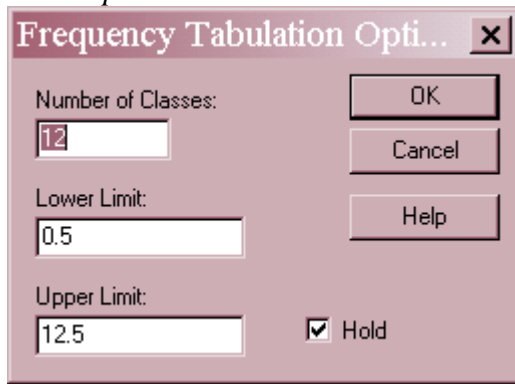 Frequency Tabulation Opti...
Number of Classes:
12
OK
Cancel
Lower Limit:
0.5
Help
Upper Limit:
12.5
Hold